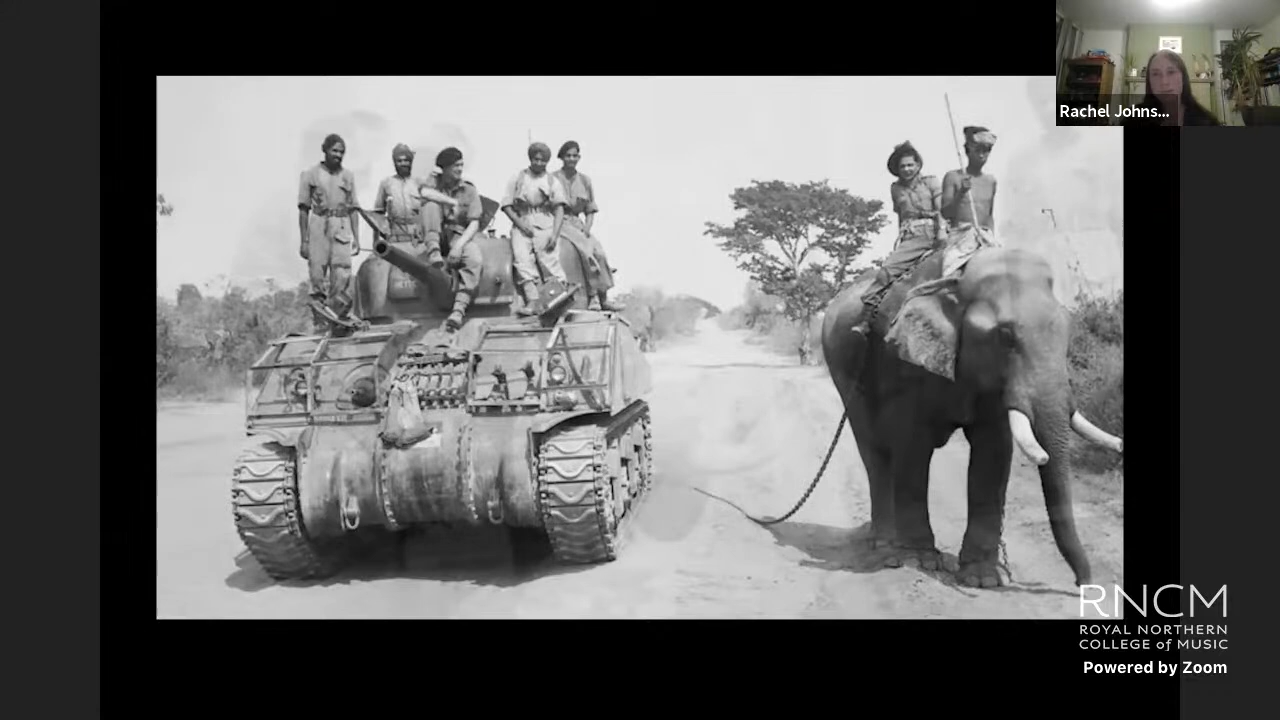 Rachel Johns...
RNCM
ROYAL NORTHERN
COLLEGE of MUSIC
Powered by Zoom